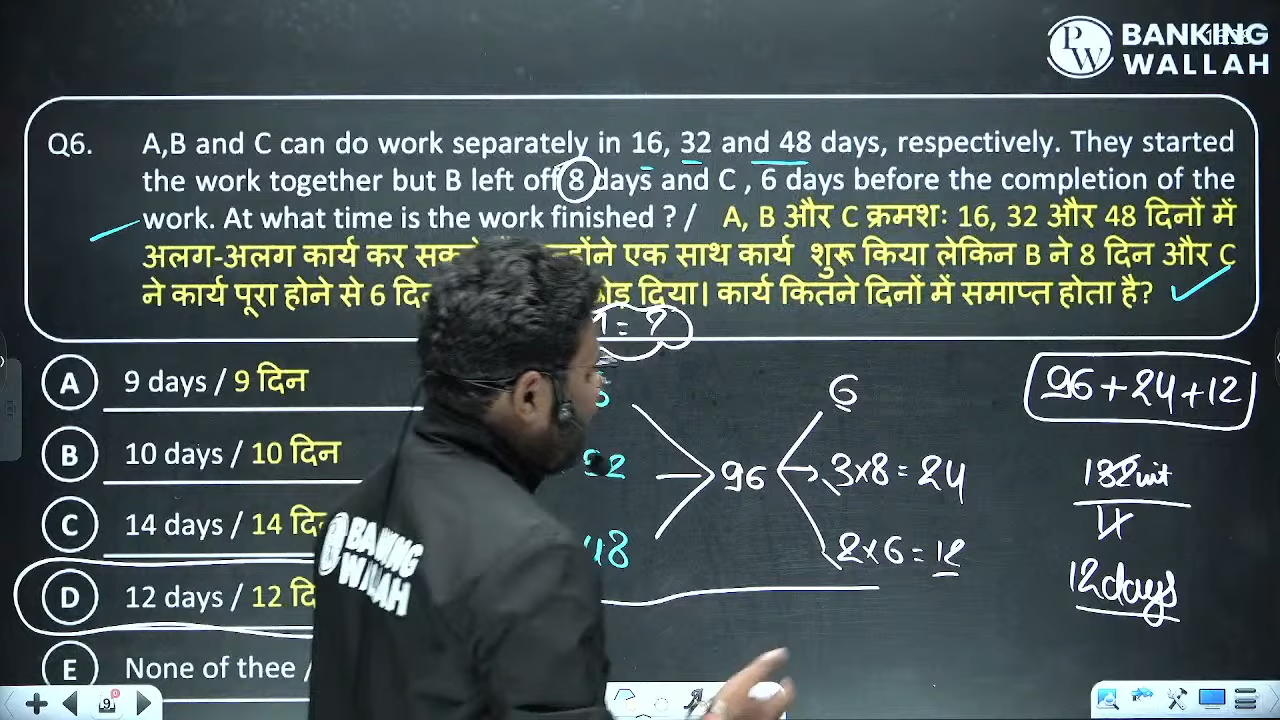 BANKING
WALLAH
Q6. A,B and C can do work separately in 16, 32 and 48 days, respectively. They started
the work together but B left off 8 days and C , 6 days before the completion of the
work. At what time is the work finished ? / A, B और C क्रमशः 16, 32 और 48 दिनों में
अलग-अलग कार्य कर एक साथ कार्य शुरू किया लेकिन B ने 8 दिन और C
ने कार्य पूरा होने से 6 दिया। कार्य कितने दिनों में समाप्त होता है?
= ?
A 9 days / 9 दिन
B 10 days / 10 दिन
C 14 days / 14
D 12 days / 12
E None of thee /
48
96
6
3×8 = 24
2×6 = 12
96+24+12
132unit
11
12days
BANKING
WALLAH